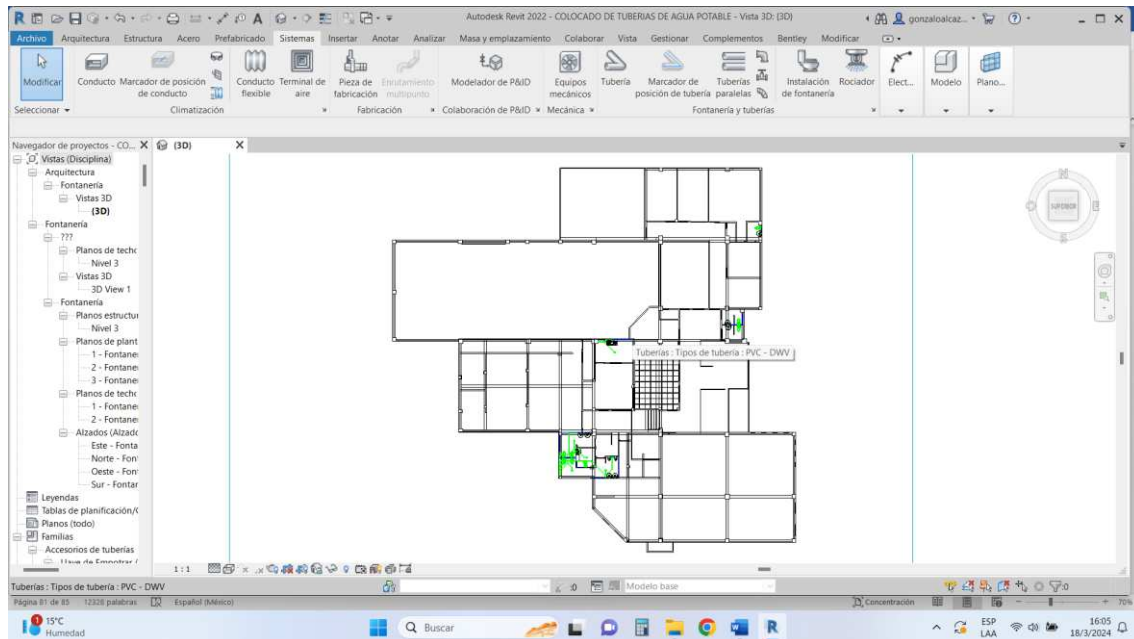 Autodesk Revit 2022 - COLOCADO DE TUBERIAS DE AGUA POTABLE - Vista 3D: {3D}
gonzaloalcaz...
Archivo Arquitectura Estructura Acero Prefabricado Sistemas Insertar Anotar Analizar Masa y emplazamiento Colaborar Vista Gestionar Complementos Bentley Modificar
Modificar
Conducto
Marcador de posición
de conducto
Conducto
flexible
Terminal de
aire
Pieza de
fabricación
Enrutamiento
multipunto
Modelador de P&ID
Equipos
mecánicos
Tubería
Marcador de
posición de tubería
Tuberías
paralelas
Instalación
de fontanería
Rociador
Elect...
Modelo
Plano...
Seleccionar Climatización Fabricación Colaboración de P&ID Mecánica Fontanería y tuberías
Navegador de proyectos - CO...
{3D}
Vistas (Disciplina)
Arquitectura
Fontanería
Vistas 3D
{3D}
Fontanería
???
Planos de techo
Nivel 3
Vistas 3D
3D View 1
Fontanería
Planos estructur
Nivel 3
Planos de plant
1 - Fontane
2 - Fontane
3 - Fontane
Planos de techo
1 - Fontane
2 - Fontane
Alzados (Alzado
Este - Fonta
Norte - Fon
Oeste - Fon
Sur - Fontar
Leyendas
Tablas de planificación/
Planos (todo)
Familias
Accesorios de tuberías
Llave de Empotrar (
SUPERIOR
N
E
S
Tuberías : Tipos de tubería : PVC - DWV
1:1
Tuberías : Tipos de tubería : PVC - DWV
:0
Modelo base
:0
Página 81 de 85 12328 palabras Español (México)
Concentración
70%
15°C
Humedad
Buscar
ESP
LAA
16:05
18/3/2024